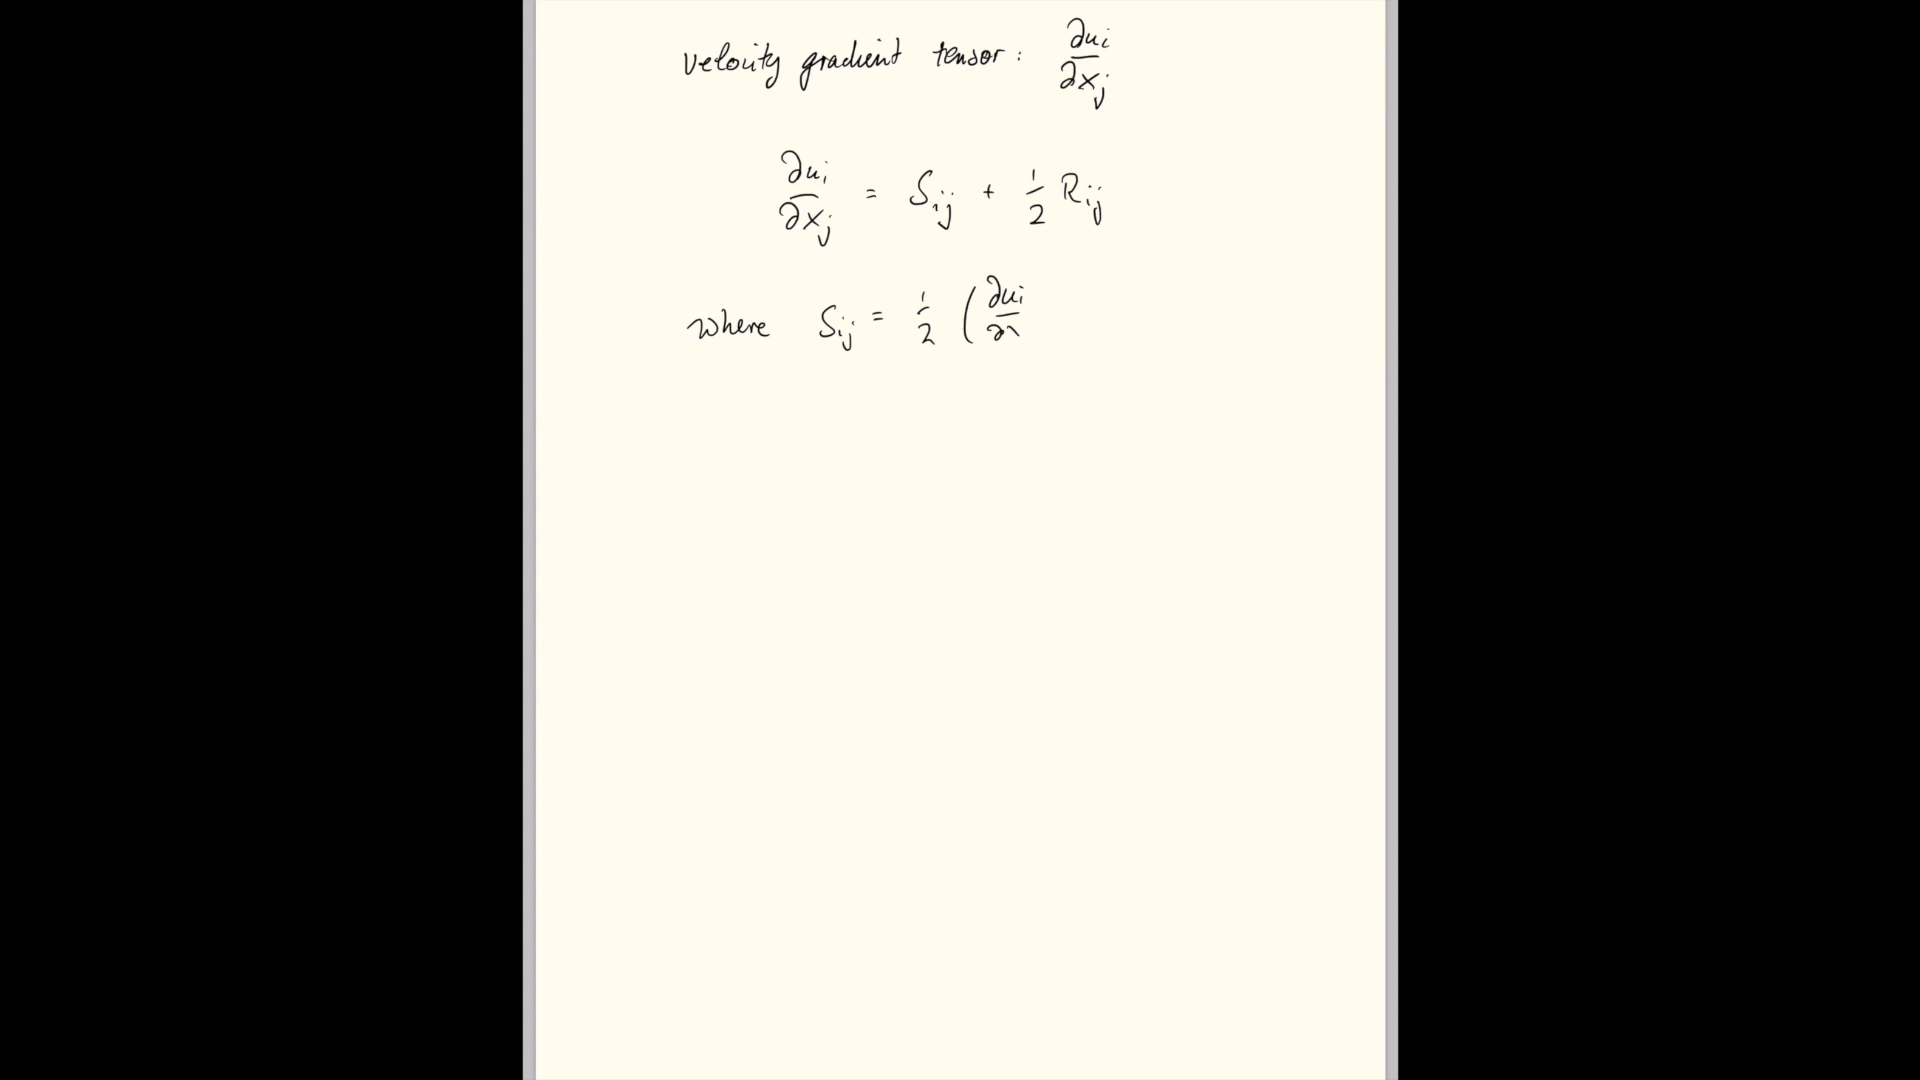 velocity gradient tensor: ∂ui/∂xj
∂ui/∂xj = Sij + 1/2 Rij
where Sij = 1/2 (∂ui/∂x